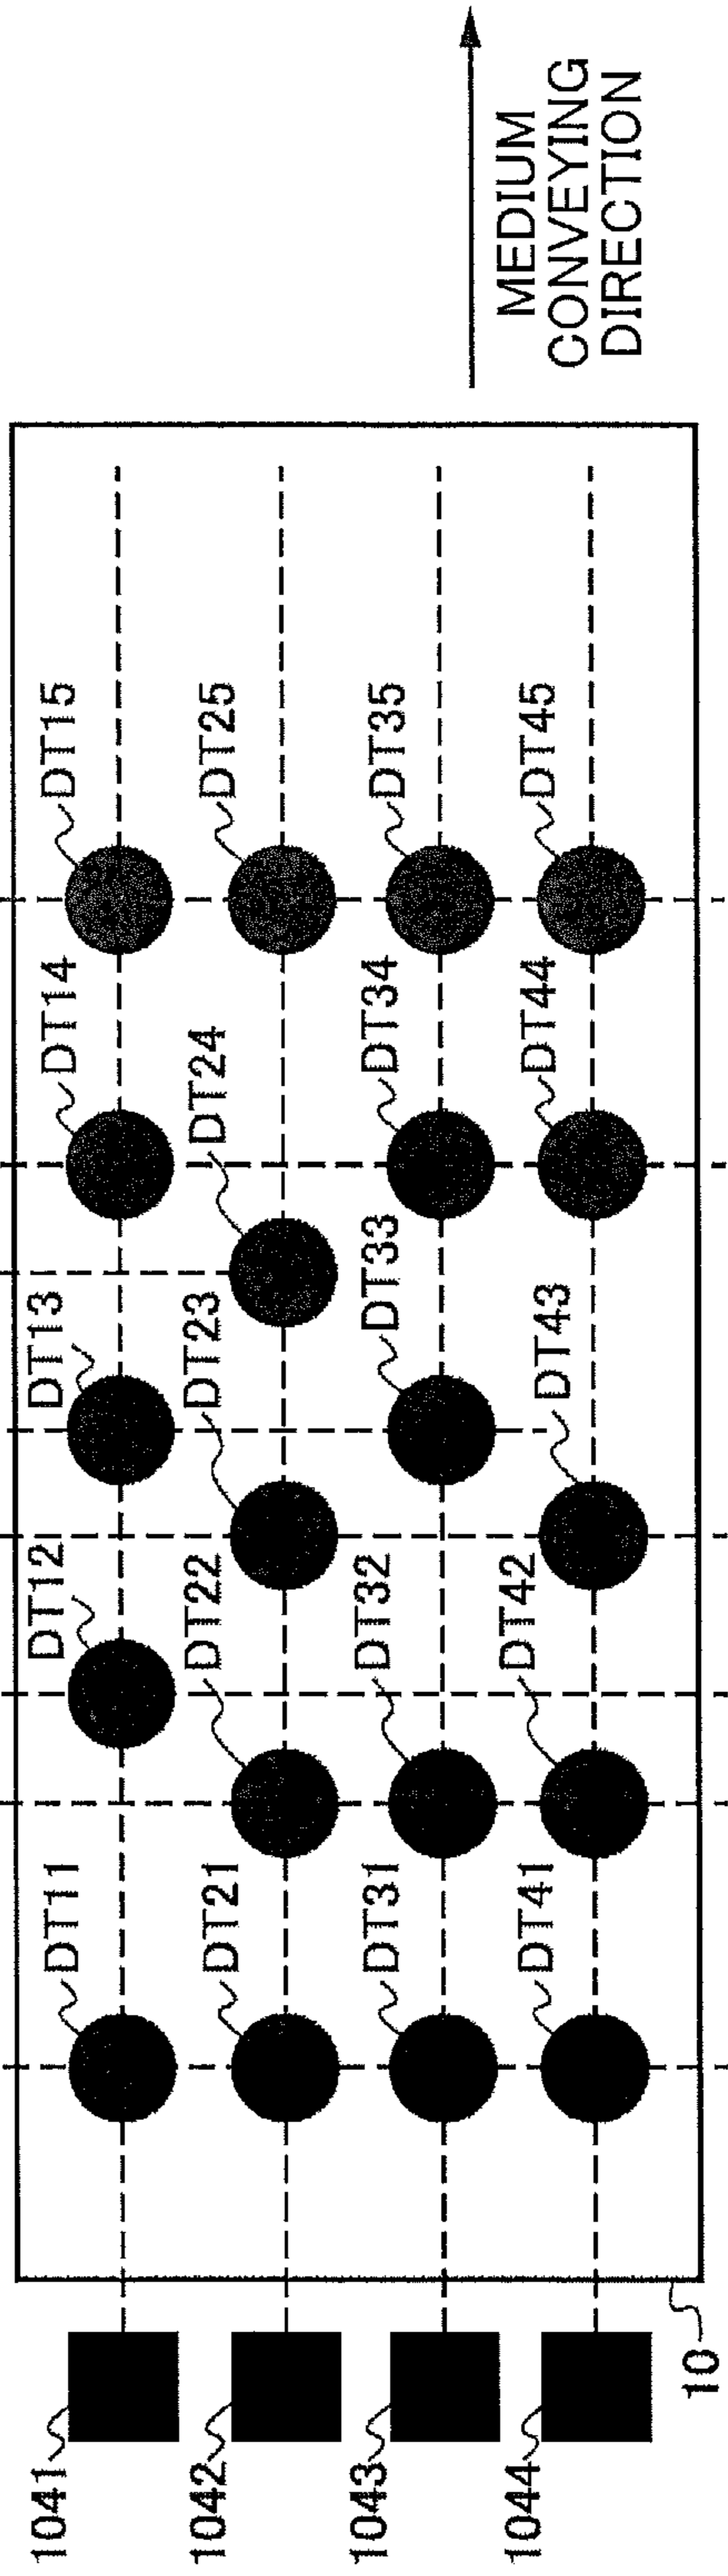 1041
DT11
DT12
DT13
DT14
DT15
1042
DT21
DT22
DT23
DT24
DT25
1043
DT31
DT32
DT33
DT34
DT35
1044
DT41
DT42
DT43
DT44
DT45
10
MEDIUM
CONVEYING
DIRECTION